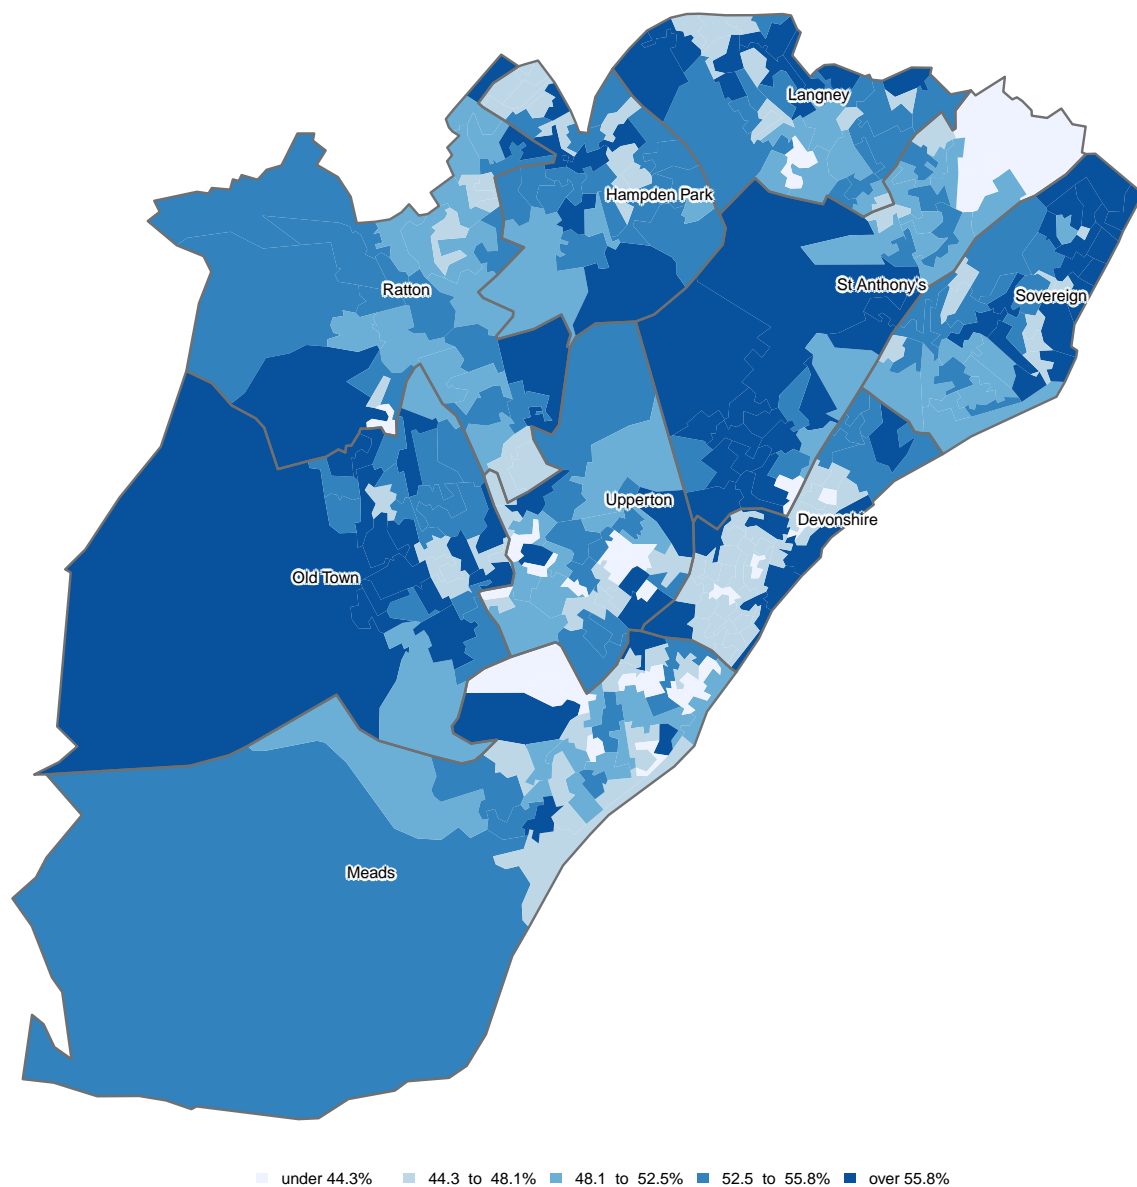 Langney
Hampden Park
Ratton
St Anthony's
Sovereign
Upperton
Devonshire
Old Town
Meads
under 44.3% 44.3 to 48.1% 48.1 to 52.5% 52.5 to 55.8% over 55.8%